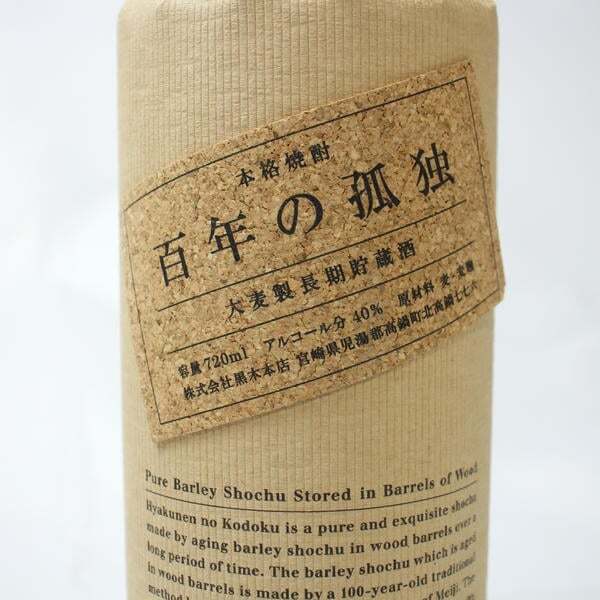 本格焼酎
百年の孤独
大麦製長期貯蔵酒
容量720ml アルコール分40% 原材料 麦・麦麹
株式会社黒木本店 宮崎県児湯郡高鍋町北高鍋七七六
Pure Barley Shochu Stored in Barrels of Wood
Hyakunen no Kodoku is a pure and exquisite shochu
made by aging barley shochu in wood barrels over a
long period of time. The barley shochu which is aged
in wood barrels is made by a 100-year-old traditional
of Meiji. The